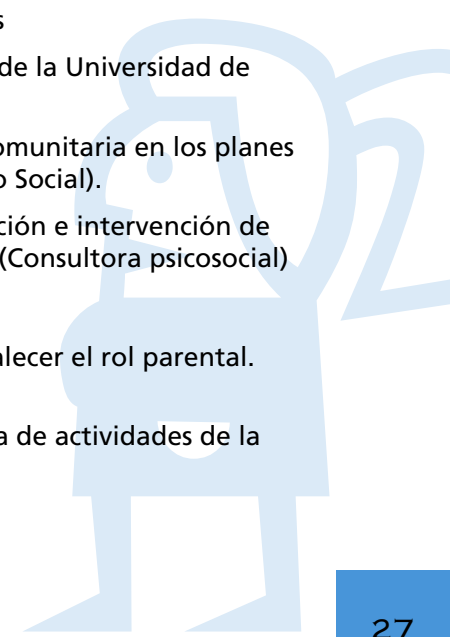 de la Universidad de
omunitaria en los planes
o Social).
ción e intervención de
(Consultora psicosocial)
alecer el rol parental.
a de actividades de la
27